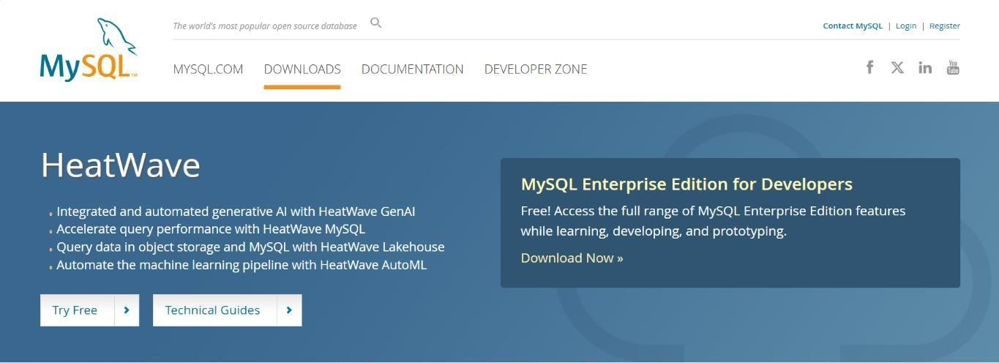 The world's most popular open source database
Contact MySQL | Login | Register
MySQL™
MYSQL.COM DOWNLOADS DOCUMENTATION DEVELOPER ZONE
f X in You Tube
HeatWave
Integrated and automated generative AI with HeatWave GenAI
Accelerate query performance with HeatWave MySQL
Query data in object storage and MySQL with HeatWave Lakehouse
Automate the machine learning pipeline with HeatWave AutoML
Try Free
Technical Guides
MySQL Enterprise Edition for Developers
Free! Access the full range of MySQL Enterprise Edition features
while learning, developing, and prototyping.
Download Now »